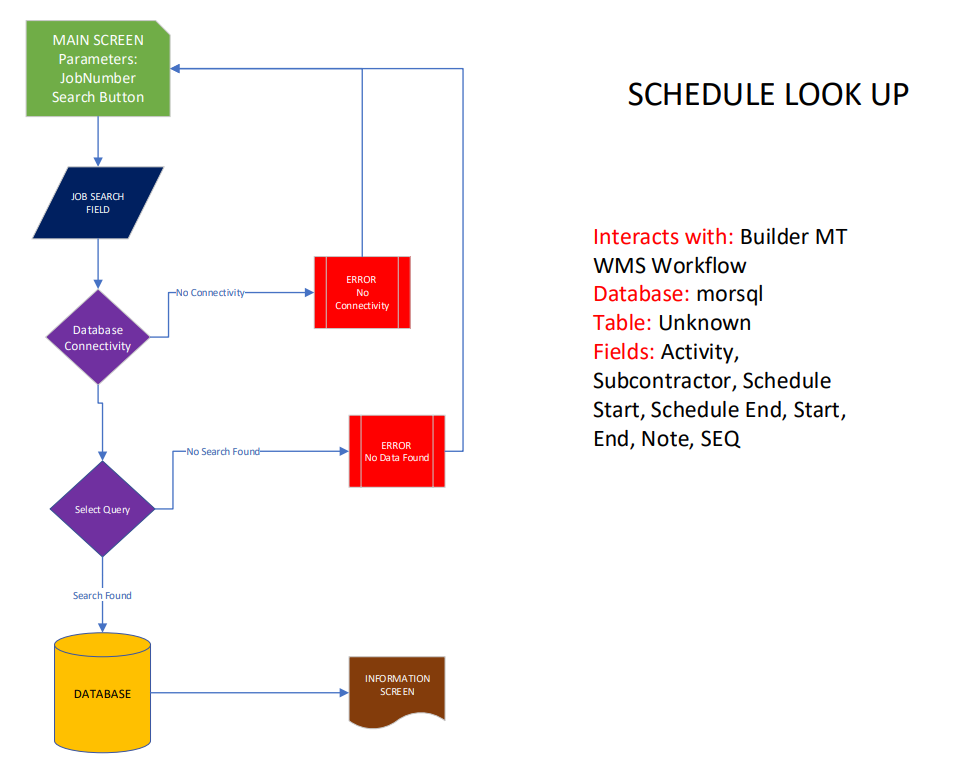 MAIN SCREEN
Parameters:
JobNumber
Search Button
SCHEDULE LOOK UP
JOB SEARCH
FIELD
Interacts with: Builder MT
WMS Workflow
Database: morsql
Table: Unknown
Fields: Activity,
Subcontractor, Schedule
Start, Schedule End, Start,
End, Note, SEQ
No Connectivity
ERROR
No
Connectivity
Database
Connectivity
No Search Found
ERROR
No Data Found
Select Query
Search Found
DATABASE
INFORMATION
SCREEN